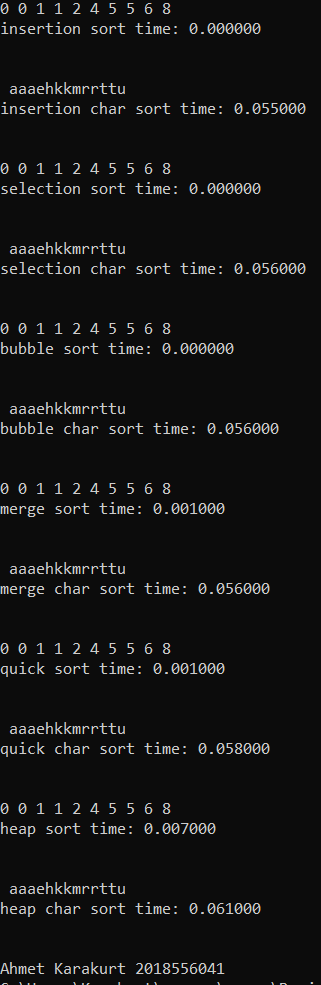 0 0 1 1 2 4 5 5 6 8
insertion sort time: 0.000000
aaaehkkmrrttu
insertion char sort time: 0.055000
0 0 1 1 2 4 5 5 6 8
selection sort time: 0.000000
aaaehkkmrrttu
selection char sort time: 0.056000
0 0 1 1 2 4 5 5 6 8
bubble sort time: 0.000000
aaaehkkmrrttu
bubble char sort time: 0.056000
0 0 1 1 2 4 5 5 6 8
merge sort time: 0.001000
aaaehkkmrrttu
merge char sort time: 0.056000
0 0 1 1 2 4 5 5 6 8
quick sort time: 0.001000
aaaehkkmrrttu
quick char sort time: 0.058000
0 0 1 1 2 4 5 5 6 8
heap sort time: 0.007000
aaaehkkmrrttu
heap char sort time: 0.061000
Ahmet Karakurt 2018556041